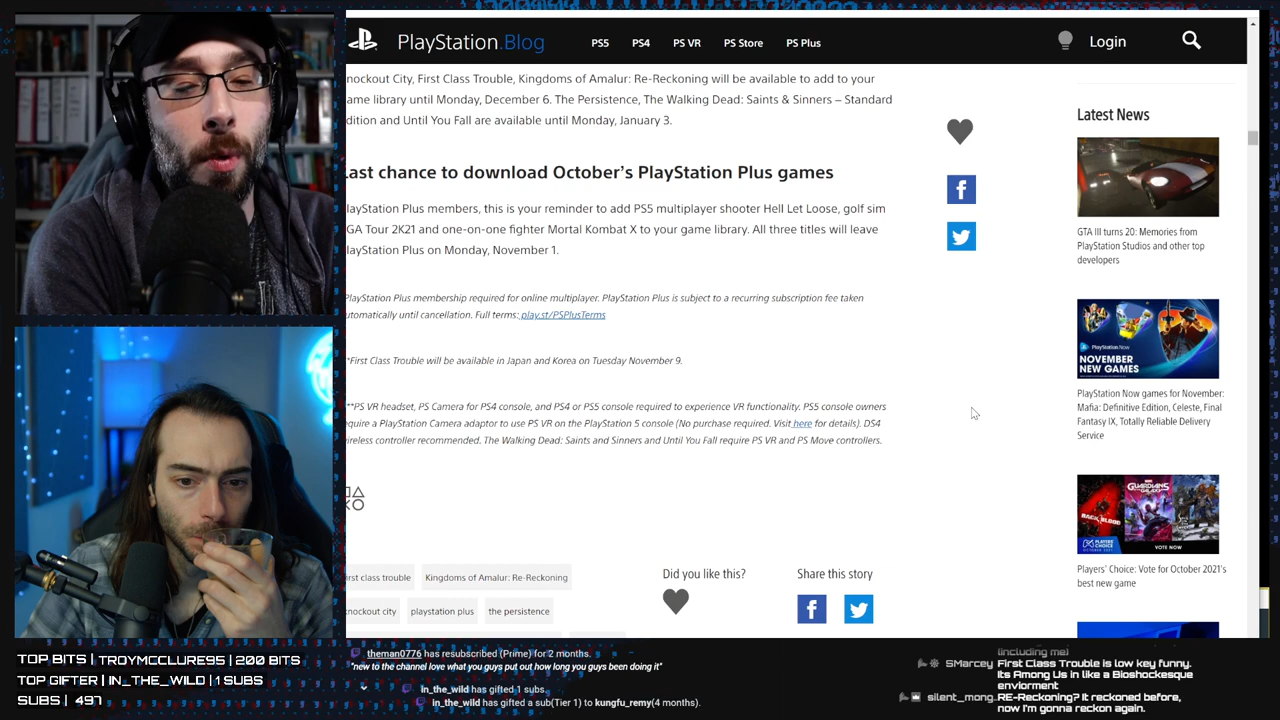 PlayStation.Blog
PS5
PS4
PS VR
PS Store
PS Plus
Login
nockout City, First Class Trouble, Kingdoms of Amalur: Re-Reckoning will be available to add to your
ame library until Monday, December 6. The Persistence, The Walking Dead: Saints & Sinners – Standard
dition and Until You Fall are available until Monday, January 3.
ast chance to download October's PlayStation Plus games
layStation Plus members, this is your reminder to add PS5 multiplayer shooter Hell Let Loose, golf sim
GA Tour 2K21 and one-on-one fighter Mortal Kombat X to your game library. All three titles will leave
layStation Plus on Monday, November 1.
layStation Plus membership required for online multiplayer. PlayStation Plus is subject to a recurring subscription fee taken
utomatically until cancellation. Full terms: play.st/PSPlusTerms
*First Class Trouble will be available in Japan and Korea on Tuesday November 9.
**PS VR headset, PS Camera for PS4 console, and PS4 or PS5 console required to experience VR functionality. PS5 console owners
equire a PlayStation Camera adaptor to use PS VR on the PlayStation 5 console (No purchase required. Visit here for details). DS4
ireless controller recommended. The Walking Dead: Saints and Sinners and Until You Fall require PS VR and PS Move controllers.
irst class trouble
Kingdoms of Amalur: Re-Reckoning
knockout city
playstation plus
the persistence
Did you like this?
Share this story
Latest News
GTA III turns 20: Memories from
PlayStation Studios and other top
developers
PlayStation Now
NOVEMBER
NEW GAMES
PlayStation Now games for November:
Mafia: Definitive Edition, Celeste, Final
Fantasy IX, Totally Reliable Delivery
Service
BACK 4 BLOOD
GUARDIANS
GALAXY
PLAYERS'
CHOICE
VOTE NOW
Players' Choice: Vote for October 2021's
best new game
TOP BITS | TROYMCCLURE95 | 200 BITS
TOP GIFTER | IN_THE_WILD | 1 SUBS
SUBS | 497
theman0776 has resubscribed (Prime) for 2 months.
"new to the channel love what you guys put out how long you guys been doing it"
in_the_wild has gifted 1 subs.
in_the_wild has gifted a sub(Tier 1) to kungfu_remy(4 months).
including me)
SMarcey
First Class Trouble is low key funny.
Its Among Us in like a Bioshockesque
enviorment
silent_mong
RE-Reckoning? It reckoned before,
now I'm gonna reckon again.